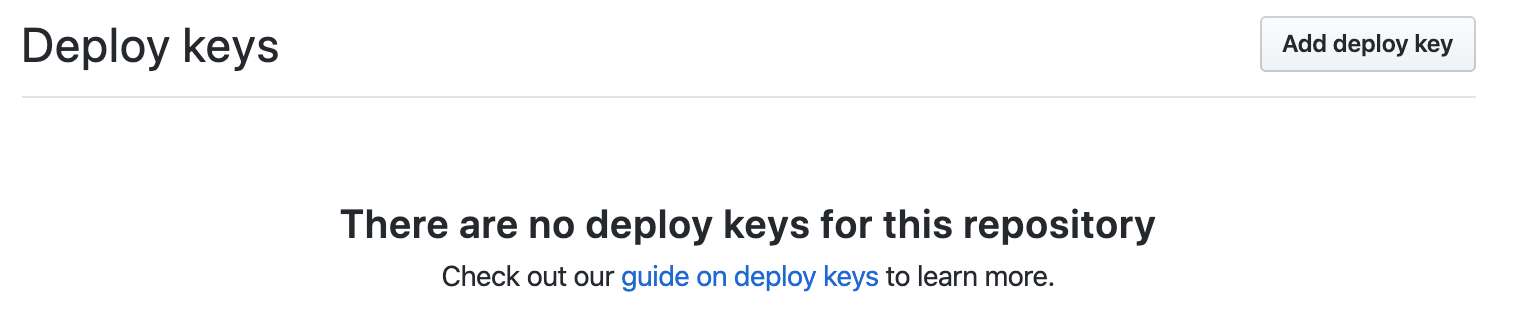 Deploy keys
Add deploy key
There are no deploy keys for this repository
Check out our guide on deploy keys to learn more.